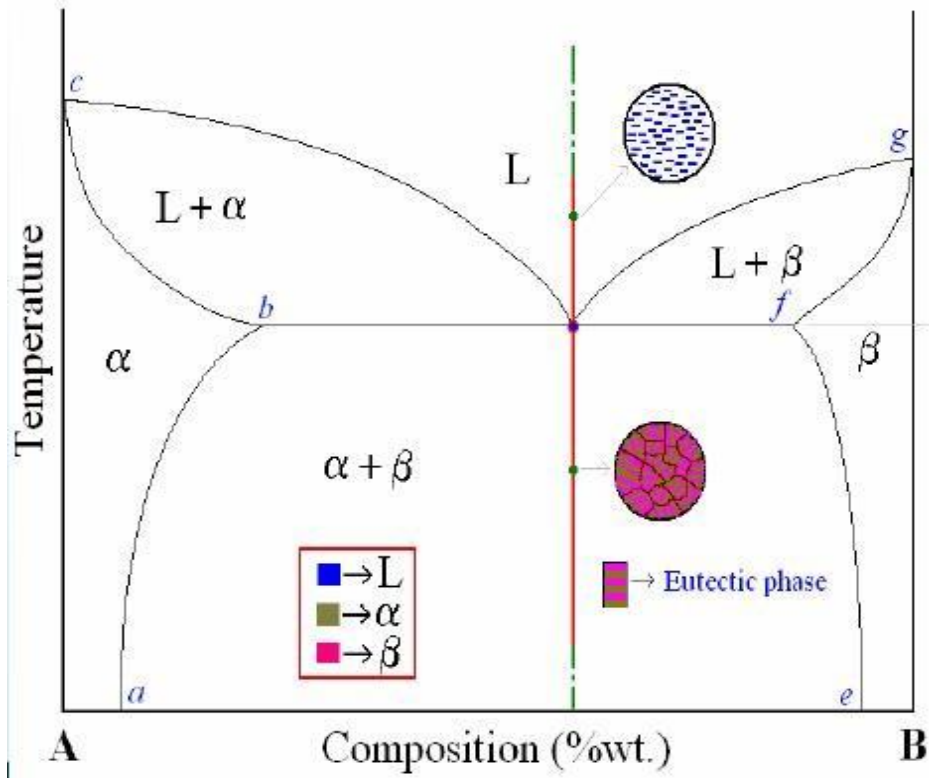 c
g
L
L + α
L + β
b
f
α
β
Temperature
α + β
→L
→α
→β
→ Eutectic phase
a
e
A
Composition (%wt.)
B